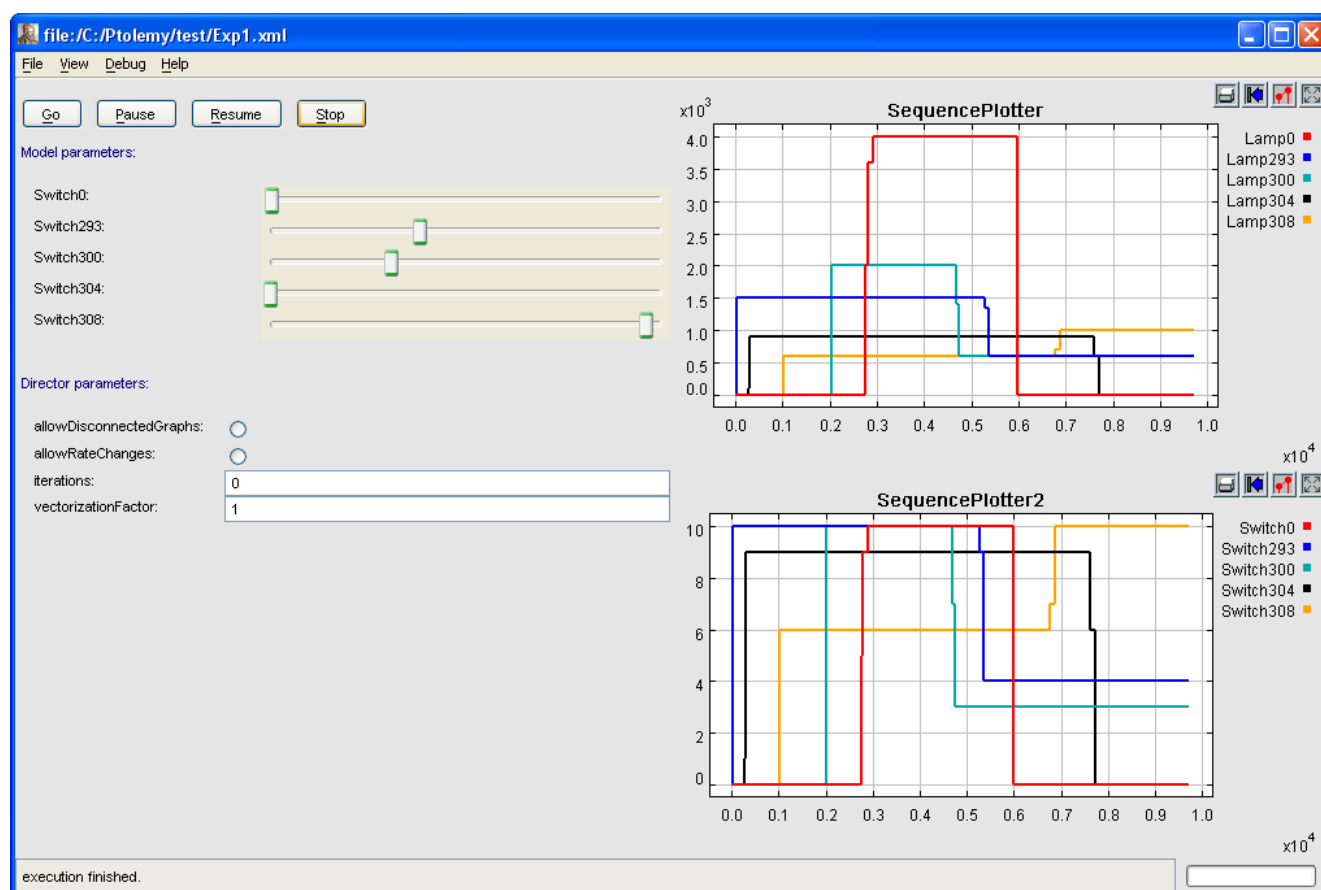 file:/C:/Ptolemy/test/Exp1.xml
File View Debug Help
Go Pause Resume Stop
Model parameters:
Switch0:
Switch293:
Switch300:
Switch304:
Switch308:
Director parameters:
allowDisconnectedGraphs:
allowRateChanges:
iterations: 0
vectorizationFactor: 1
SequencePlotter
x10^3
4.0
3.5
3.0
2.5
2.0
1.5
1.0
0.5
0.0
0.0 0.1 0.2 0.3 0.4 0.5 0.6 0.7 0.8 0.9 1.0
x10^4
Lamp0
Lamp293
Lamp300
Lamp304
Lamp308
SequencePlotter2
10
8
6
4
2
0
0.0 0.1 0.2 0.3 0.4 0.5 0.6 0.7 0.8 0.9 1.0
x10^4
Switch0
Switch293
Switch300
Switch304
Switch308
execution finished.